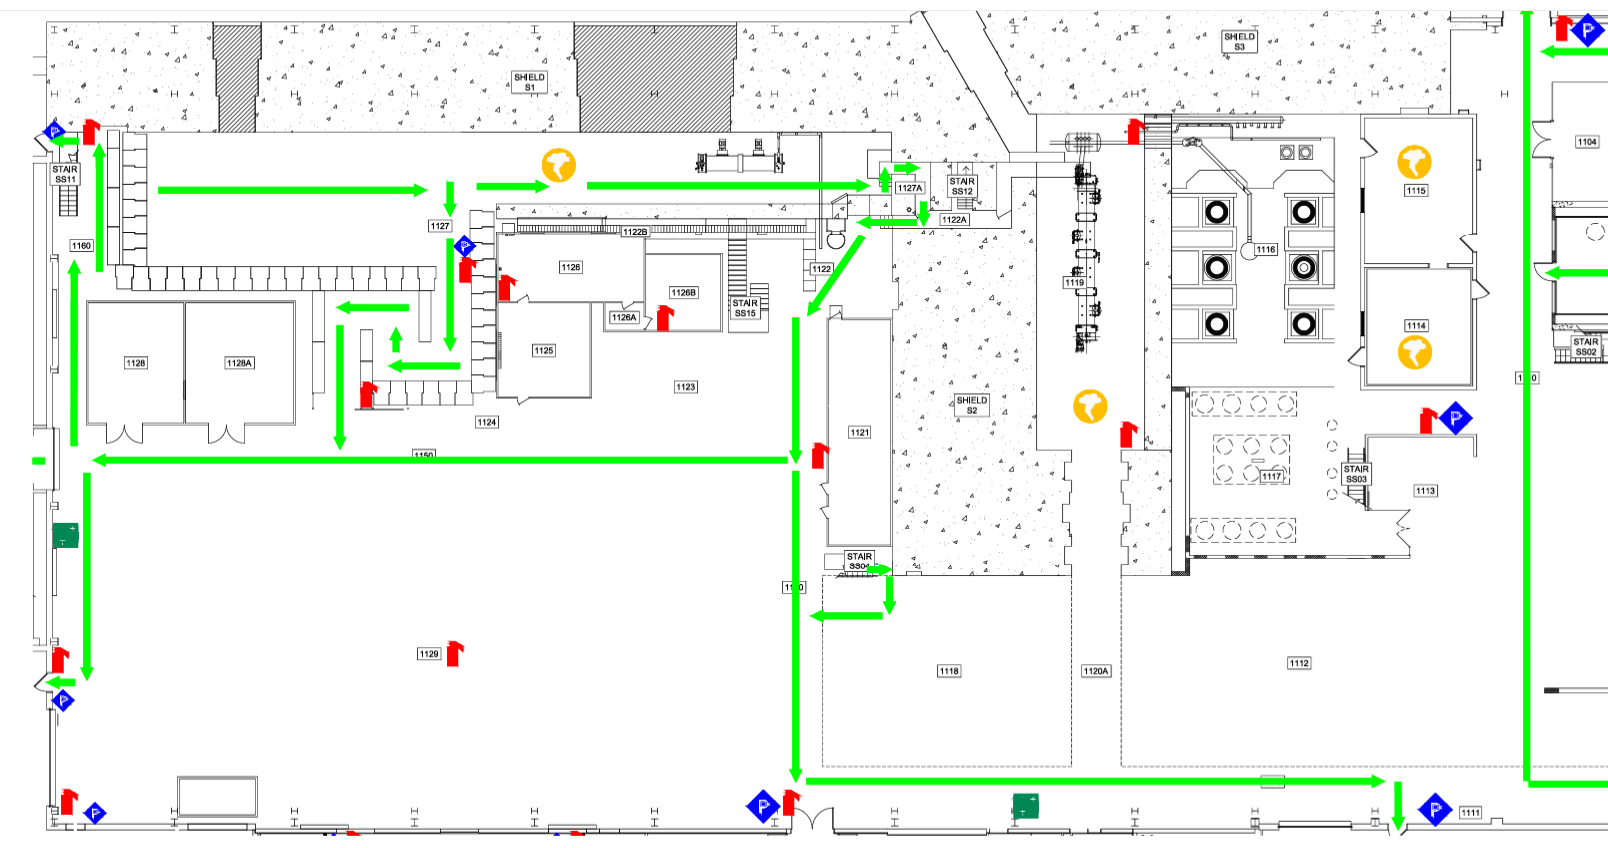 SHIELD
S3
SHIELD
S1
1104
STAIR
SS11
STAIR
SS12
1127A
1115
1122A
1127
1122B
1160
1116
1126
1122
1119
1126B
STAIR
SS15
1126A
1114
STAIR
SS02
1125
1128
1128A
1123
SHIELD
S2
1124
1121
1150
STAIR
SS03
1117
1113
STAIR
SS04
1129
1118
1120A
1112
1111
P
P
P
P
P
P
P
P